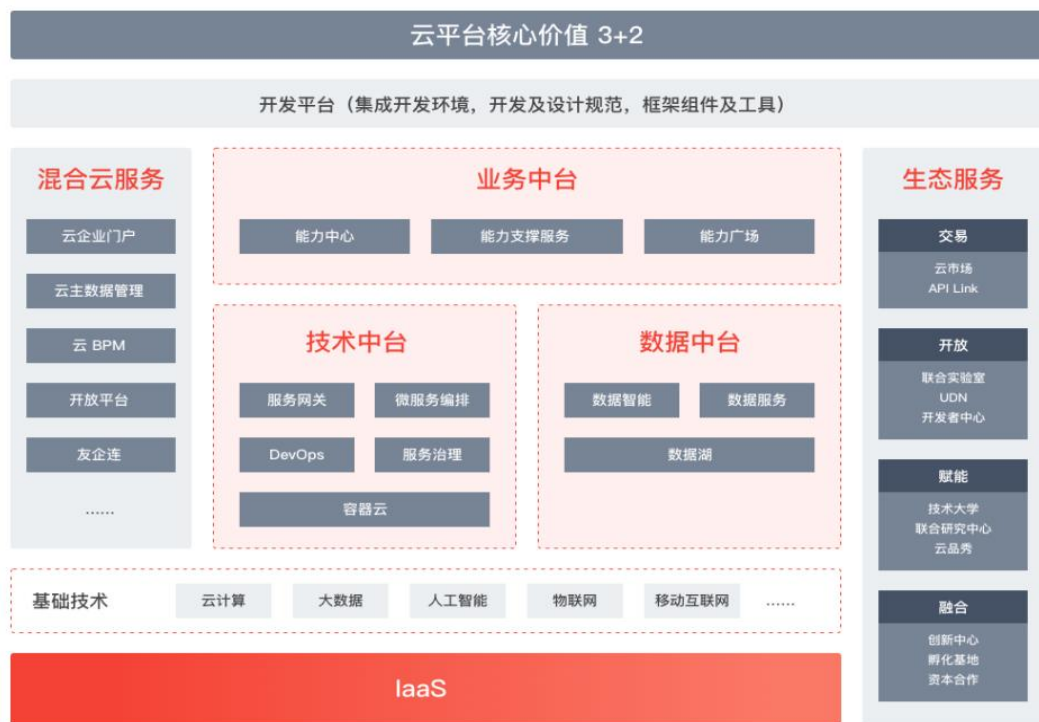 云平台核心价值 3+2
开发平台（集成开发环境，开发及设计规范，框架组件及工具）
混合云服务
云企业门户
云主数据管理
云 BPM
开放平台
友企连
……
业务中台
能力中心
能力支撑服务
能力广场
技术中台
服务网关
微服务编排
DevOps
服务治理
容器云
数据中台
数据智能
数据服务
数据湖
生态服务
交易
云市场
API Link
开放
联合实验室
UDN
开发者中心
赋能
技术大学
联合研究中心
云品秀
融合
创新中心
孵化基地
资本合作
基础技术
云计算
大数据
人工智能
物联网
移动互联网
……
IaaS